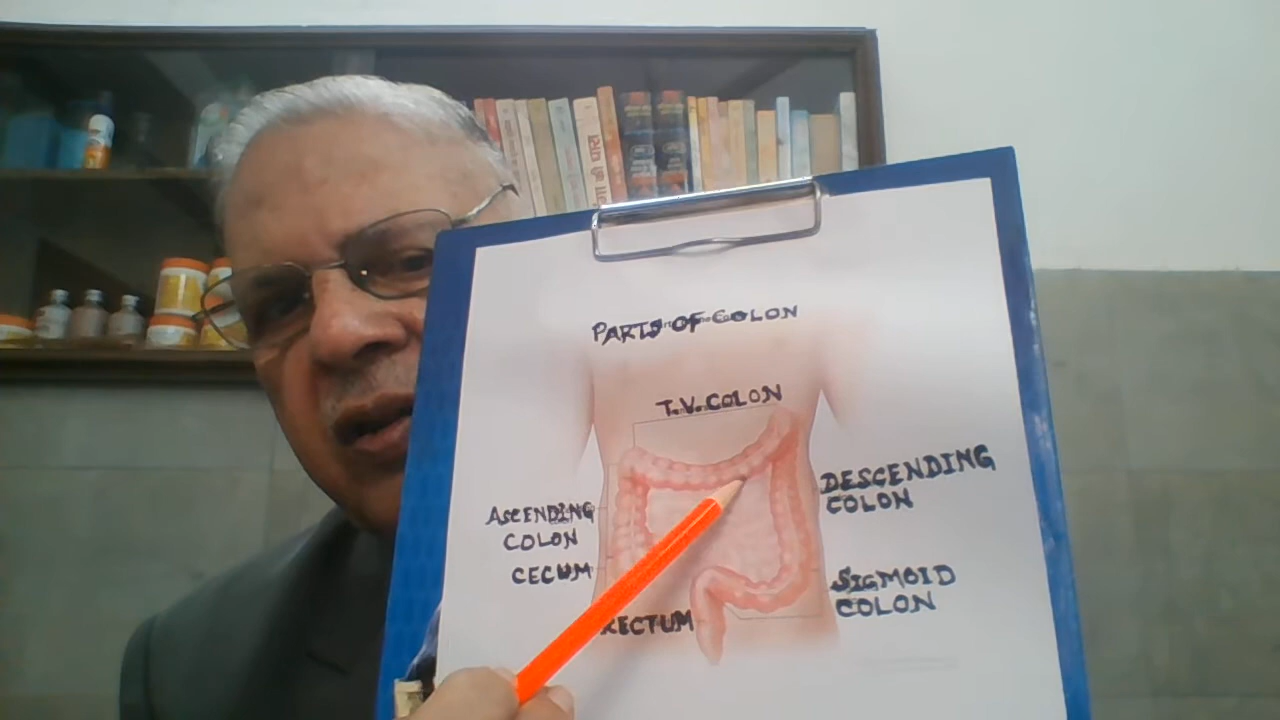 PARTS OF COLON
T.V. COLON
DESCENDING
COLON
ASCENDING
COLON
CECUM
SIGMOID
COLON
RECTUM